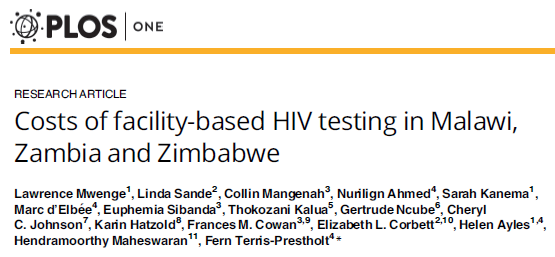 PLOS | ONE
RESEARCH ARTICLE
Costs of facility-based HIV testing in Malawi,
Zambia and Zimbabwe
Lawrence Mwenge1, Linda Sande2, Collin Mangenah3, Nurilign Ahmed4, Sarah Kanema1,
Marc d'Elbée4, Euphemia Sibanda3, Thokozani Kalua5, Gertrude Ncube6, Cheryl
C. Johnson7, Karin Hatzold8, Frances M. Cowan3,9, Elizabeth L. Corbett2,10, Helen Ayles1,4,
Hendramoorthy Maheswaran11, Fern Terris-Prestholt4*